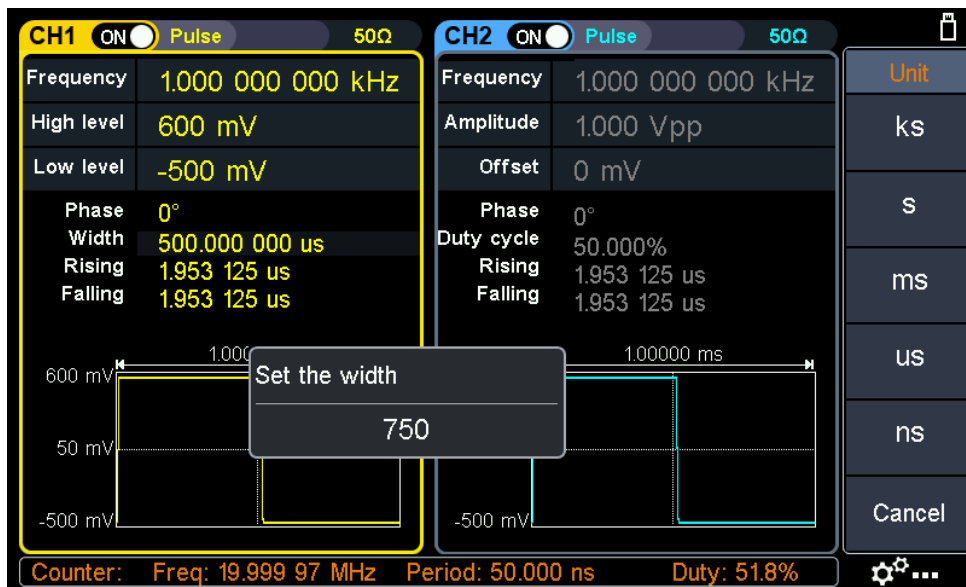 CH1 ON Pulse 50Ω
Frequency 1.000 000 000 kHz
High level 600 mV
Low level -500 mV
Phase 0°
Width 500.000 000 us
Rising 1.953 125 us
Falling 1.953 125 us
600 mV
50 mV
-500 mV
CH2 ON Pulse 50Ω
Frequency 1.000 000 000 kHz
Amplitude 1.000 Vpp
Offset 0 mV
Phase 0°
Duty cycle 50.000%
Rising 1.953 125 us
Falling 1.953 125 us
1.00000 ms
-500 mV
Set the width
750
Unit
ks
s
ms
us
ns
Cancel
Counter: Freq: 19.999 97 MHz Period: 50.000 ns Duty: 51.8%